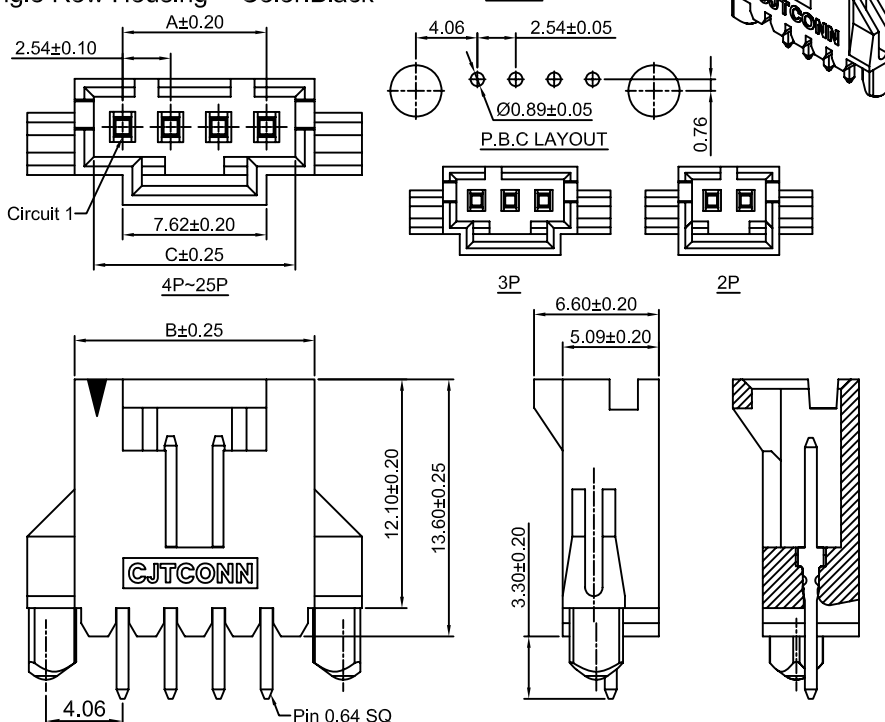 Row Housing
A±0.20
2.54±0.10
4.06
2.54±0.05
Ø0.89±0.05
P.B.C LAYOUT
0.76
CJTCONN
Circuit 1
7.62±0.20
C±0.25
4P~25P
3P
2P
B±0.25
6.60±0.20
5.09±0.20
12.10±0.20
13.60±0.25
3.30±0.20
CJTCONN
4.06
Pin 0.64 SQ